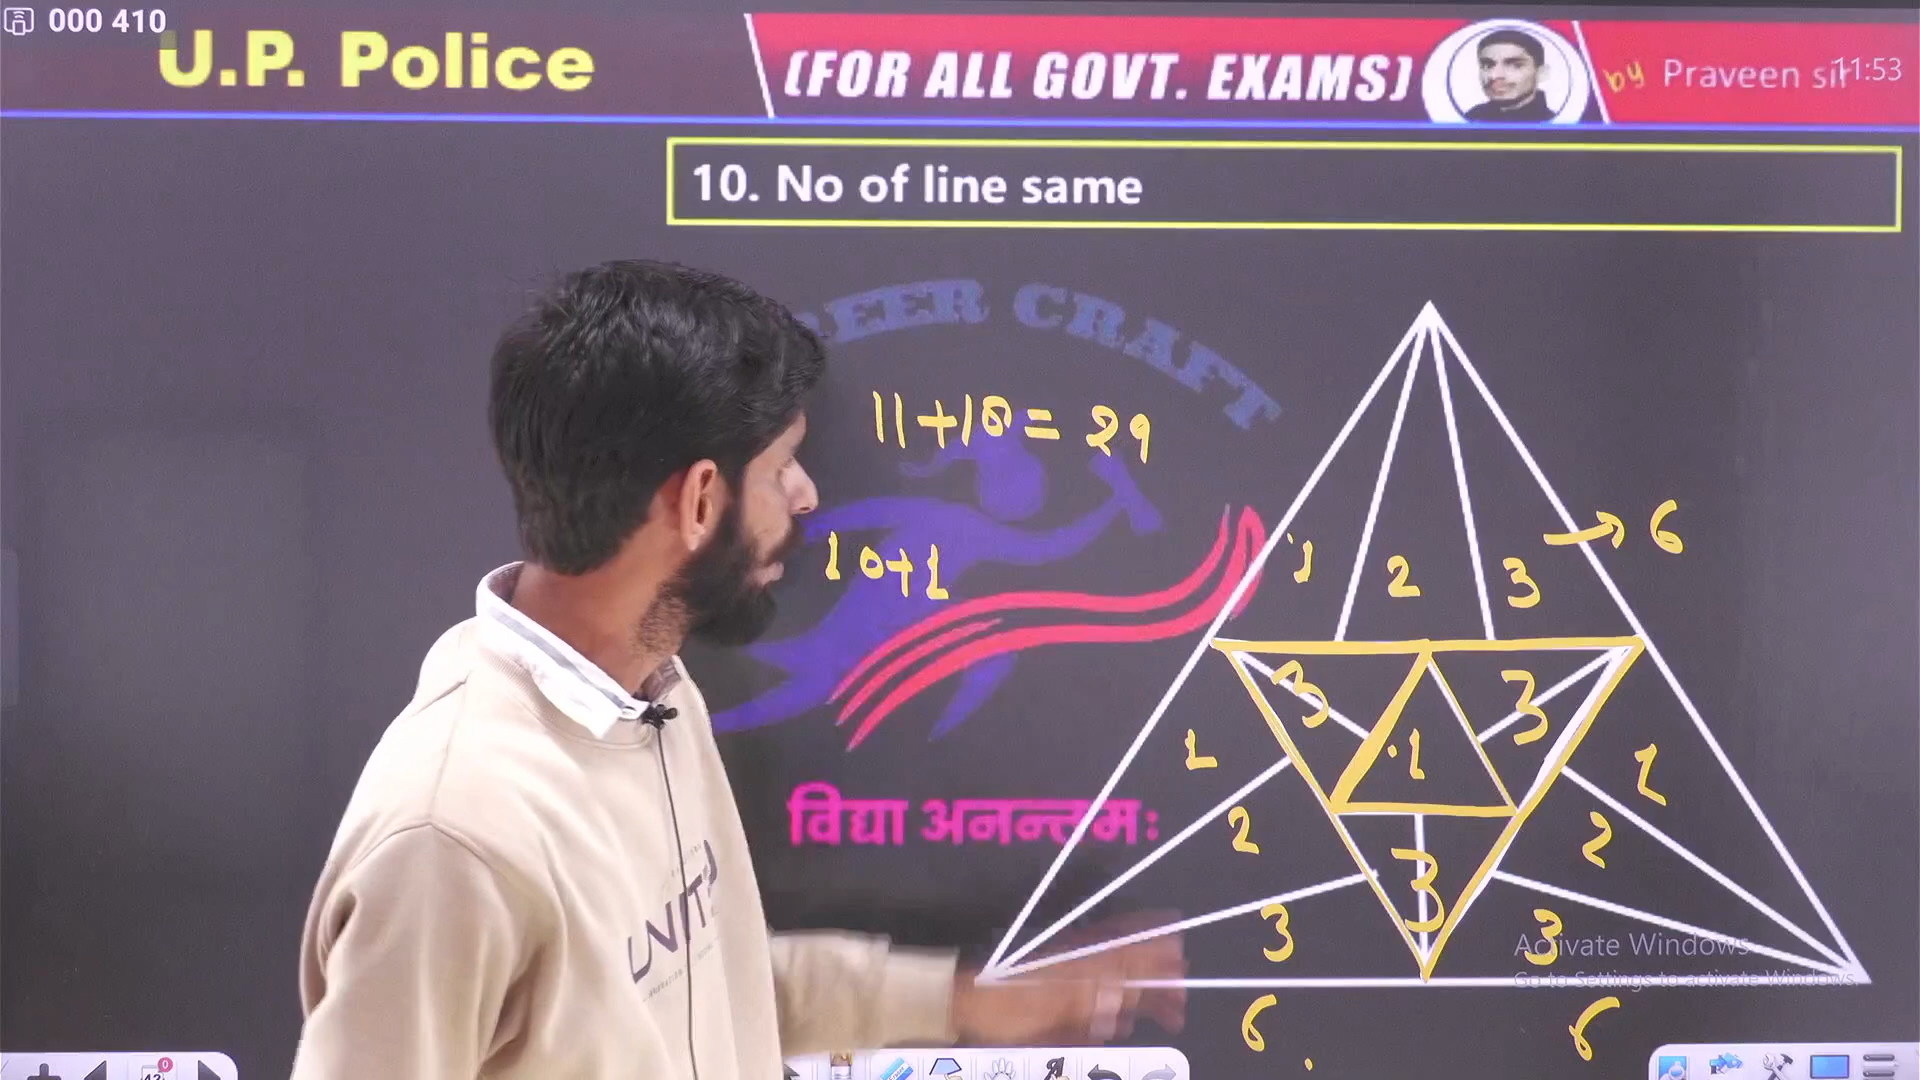 000 410
U.P. Police
(FOR ALL GOVT. EXAMS)
by Praveen sir
11:53
10. No of line same
REER CRAFT
11+18=29
10+1
1 2 3 → 6
3 1 3
1 2 3
1 2 3
3
6 6
विद्या अनन्तमः
Activate Windows
Go to Settings to activate Windows.